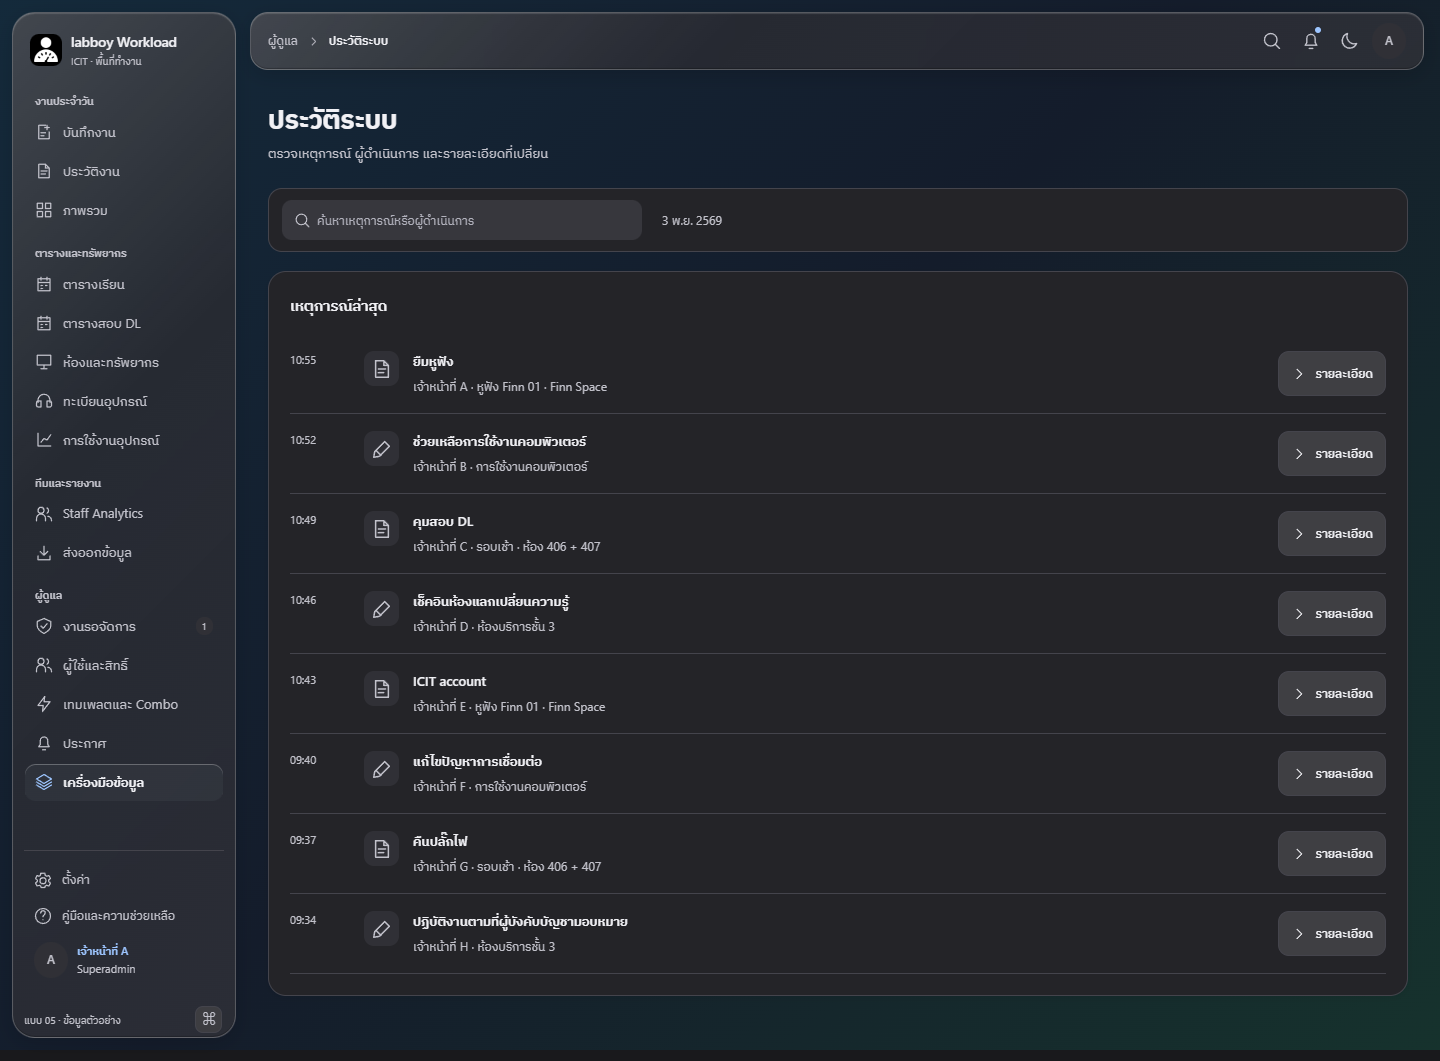 labboy Workload
ICIT · พื้นที่ทำงาน
งานประจำวัน
บันทึกงาน
ประวัติงาน
ภาพรวม
ตารางและทรัพยากร
ตารางเรียน
ตารางสอบ DL
ห้องและทรัพยากร
ทะเบียนอุปกรณ์
การใช้งานอุปกรณ์
ทีมและรายงาน
Staff Analytics
ส่งออกข้อมูล
ผู้ดูแล
งานรอจัดการ 1
ผู้ใช้และสิทธิ์
เทมเพลตและ Combo
ประกาศ
เครื่องมือข้อมูล
ตั้งค่า
คู่มือและความช่วยเหลือ
A เจ้าหน้าที่ A
Superadmin
แบบ 05 · ข้อมูลตัวอย่าง ⌘
ผู้ดูแล > ประวัติระบบ A
ประวัติระบบ
ตรวจเหตุการณ์ ผู้ดำเนินการ และรายละเอียดที่เปลี่ยน
ค้นหาเหตุการณ์หรือผู้ดำเนินการ 3 พ.ย. 2569
เหตุการณ์ล่าสุด
10:55 ยืมหูฟัง
เจ้าหน้าที่ A · หูฟัง Finn 01 · Finn Space
รายละเอียด
10:52 ช่วยเหลือการใช้งานคอมพิวเตอร์
เจ้าหน้าที่ B · การใช้งานคอมพิวเตอร์
รายละเอียด
10:49 คุมสอบ DL
เจ้าหน้าที่ C · รอบเช้า · ห้อง 406 + 407
รายละเอียด
10:46 เช็คอินห้องแลกเปลี่ยนความรู้
เจ้าหน้าที่ D · ห้องบริการชั้น 3
รายละเอียด
10:43 ICIT account
เจ้าหน้าที่ E · หูฟัง Finn 01 · Finn Space
รายละเอียด
09:40 แก้ไขปัญหาการเชื่อมต่อ
เจ้าหน้าที่ F · การใช้งานคอมพิวเตอร์
รายละเอียด
09:37 คืนปลั๊กไฟ
เจ้าหน้าที่ G · รอบเช้า · ห้อง 406 + 407
รายละเอียด
09:34 ปฏิบัติงานตามที่ผู้บังคับบัญชามอบหมาย
เจ้าหน้าที่ H · ห้องบริการชั้น 3
รายละเอียด